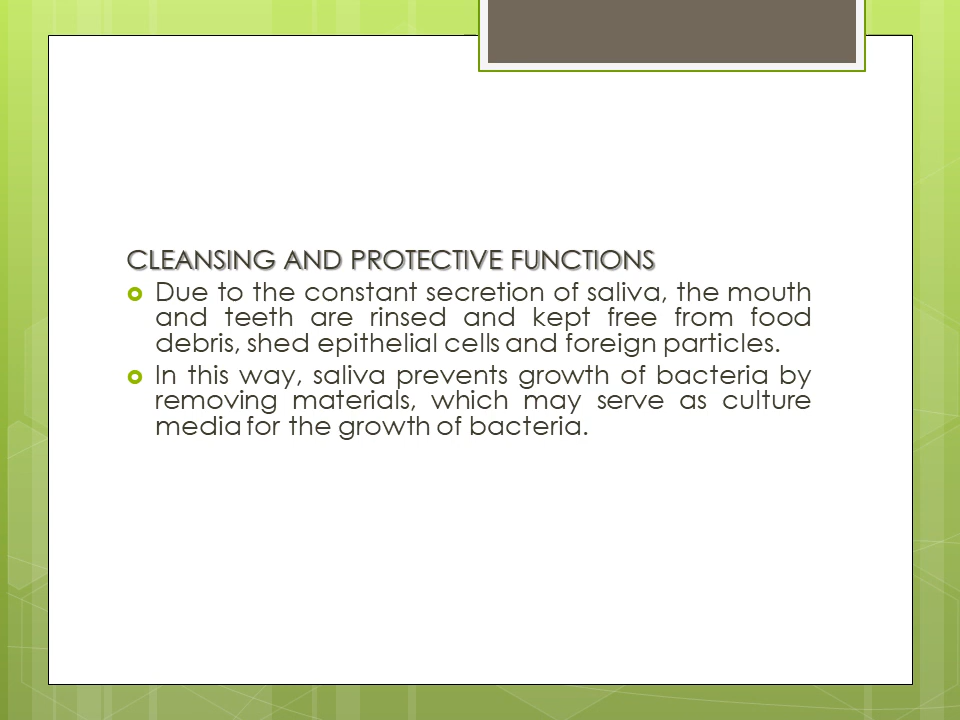 CLEANSING AND PROTECTIVE FUNCTIONS
Due to the constant secretion of saliva, the mouth
and teeth are rinsed and kept free from food
debris, shed epithelial cells and foreign particles.
In this way, saliva prevents growth of bacteria by
removing materials, which may serve as culture
media for the growth of bacteria.